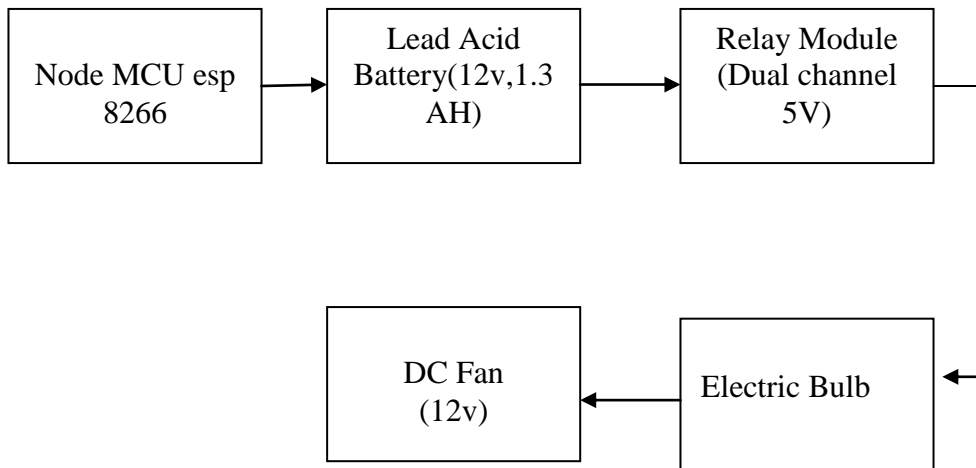 Node MCU esp
8266
Lead Acid
Battery(12v,1.3
AH)
Relay Module
(Dual channel
5V)
DC Fan
(12v)
Electric Bulb